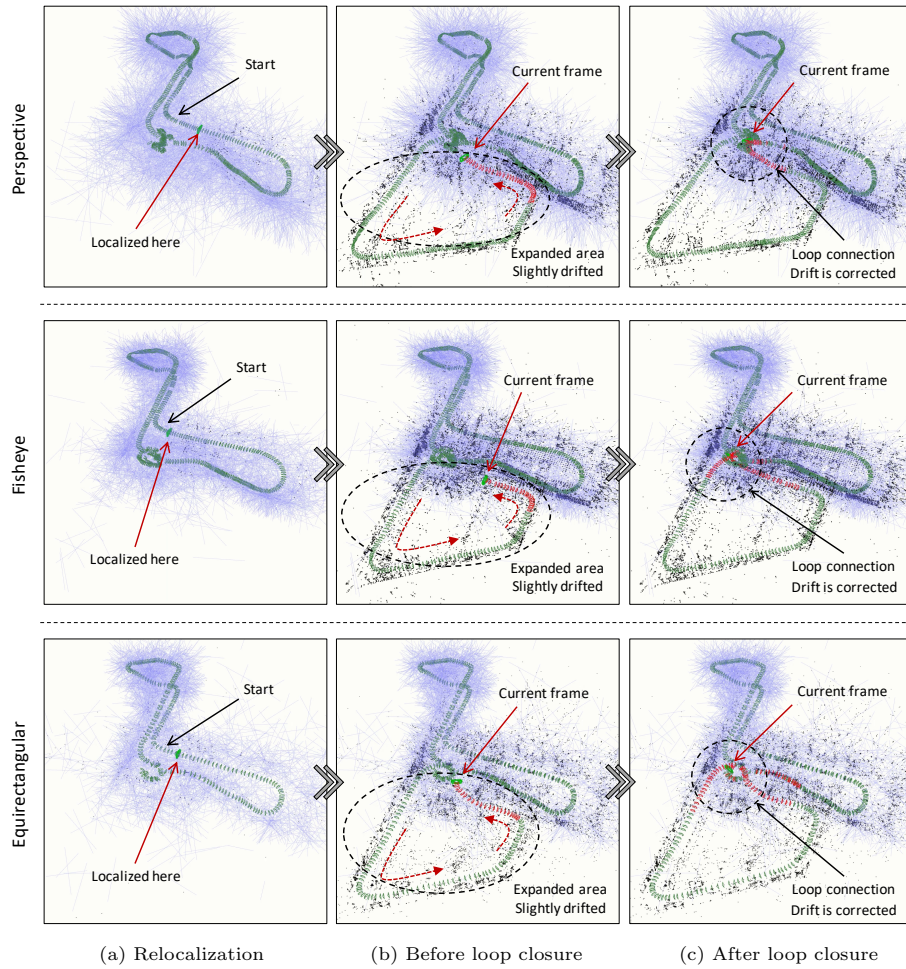 Perspective
Start
Localized here
Current frame
Expanded area
Slightly drifted
Current frame
Loop connection
Drift is corrected
Fisheye
Start
Localized here
Current frame
Expanded area
Slightly drifted
Current frame
Loop connection
Drift is corrected
Equirectangular
Start
Localized here
Current frame
Expanded area
Slightly drifted
Current frame
Loop connection
Drift is corrected
(a) Relocalization
(b) Before loop closure
(c) After loop closure